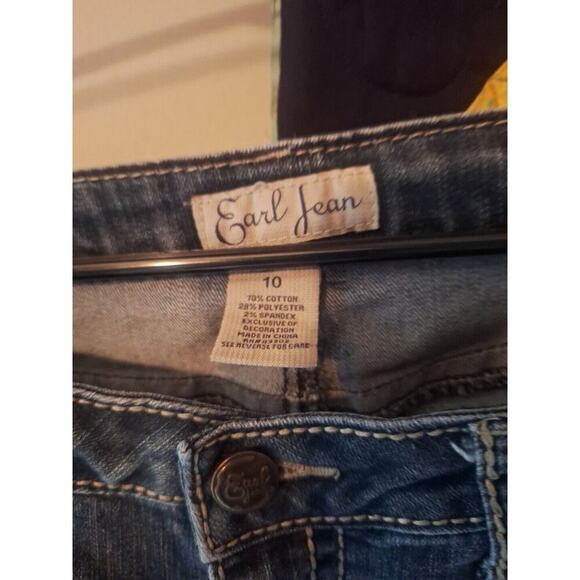 Earl Jean
10
70% COTTON
28% POLYESTER
2% SPANDEX
EXCLUSIVE OF
DECORATION
MADE IN CHINA
SEE REVERSE FOR CARE
Earl